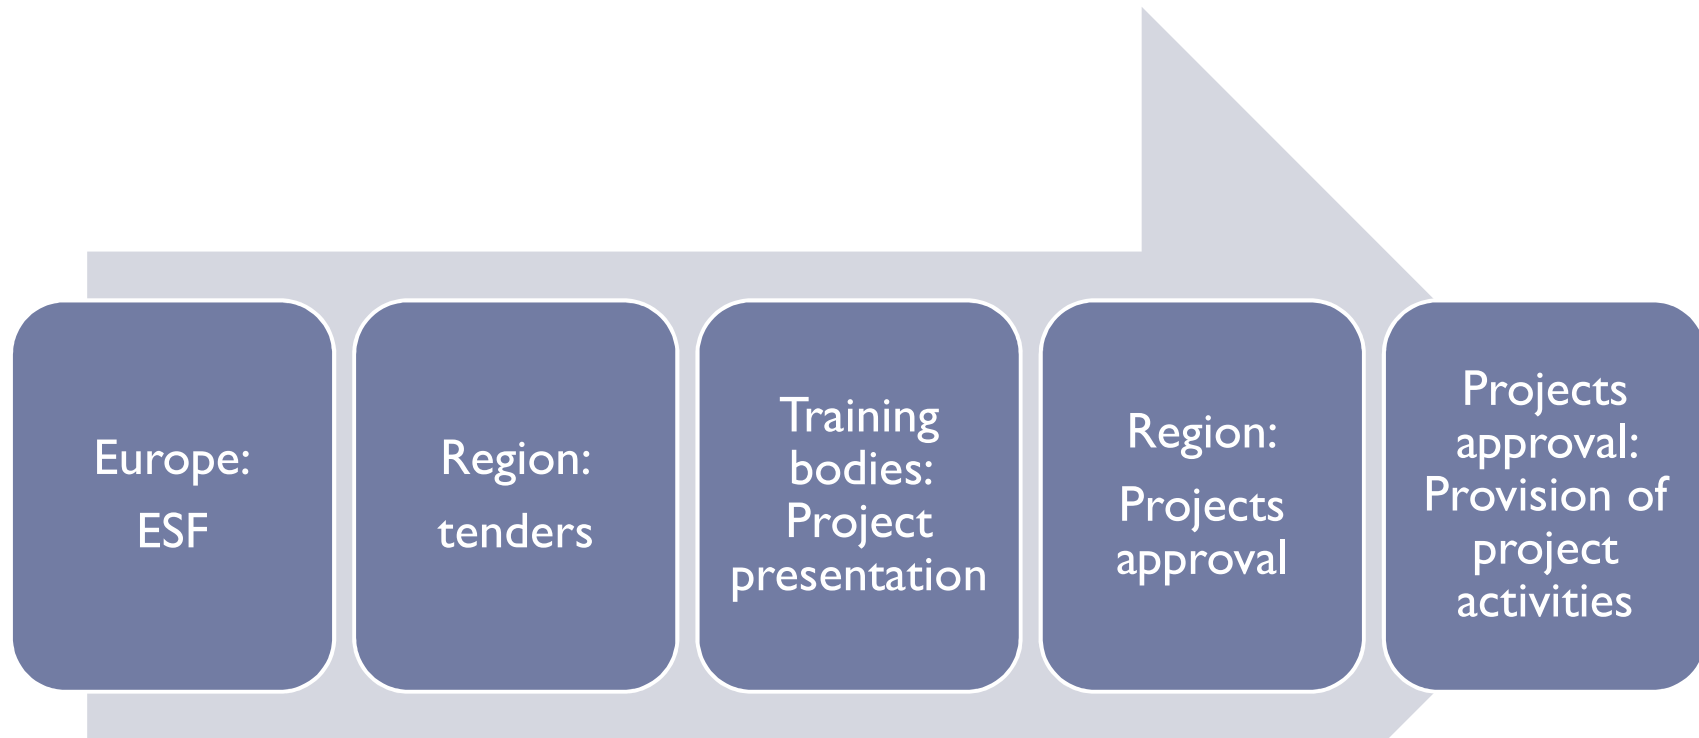 Europe:
ESF
Region:
tenders
Training
bodies:
Project
presentation
Region:
Projects
approval
Projects
approval:
Provision of
project
activities